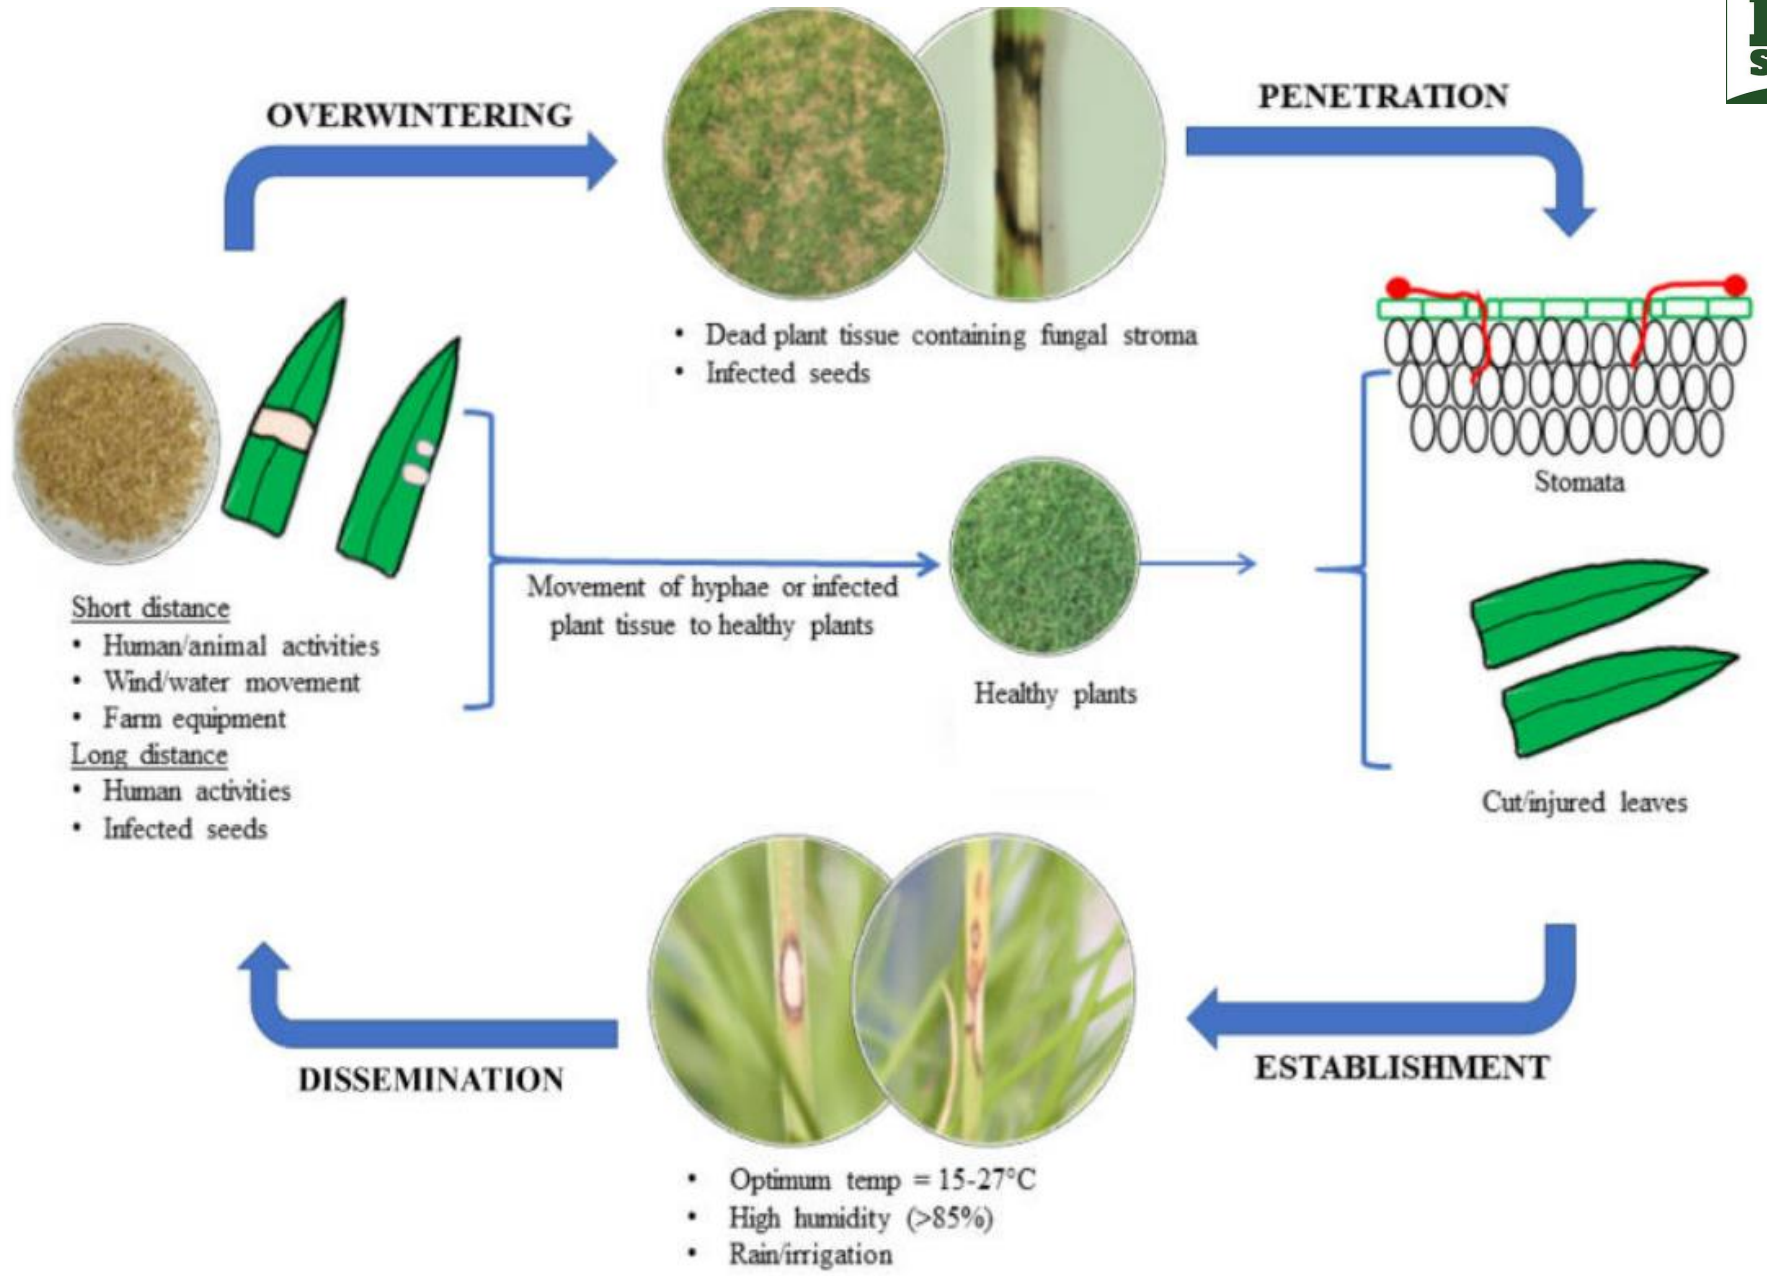 OVERWINTERING
PENETRATION
• Dead plant tissue containing fungal stroma
• Infected seeds
Stomata
Movement of hyphae or infected
plant tissue to healthy plants
Healthy plants
Short distance
• Human/animal activities
• Wind/water movement
• Farm equipment
Long distance
• Human activities
• Infected seeds
Cut/injured leaves
DISSEMINATION
ESTABLISHMENT
• Optimum temp = 15-27°C
• High humidity (>85%)
• Rain/irrigation